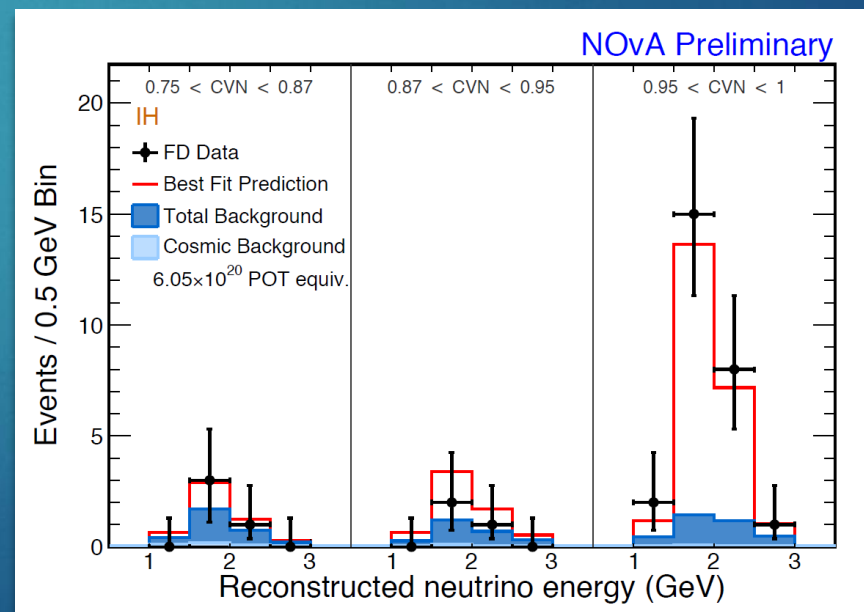 NOvA Preliminary
0.75 < CVN < 0.87
0.87 < CVN < 0.95
0.95 < CVN < 1
IH
FD Data
Best Fit Prediction
Total Background
Cosmic Background
6.05×10²⁰ POT equiv.
Events / 0.5 GeV Bin
20
15
10
5
0
1 2 3 1 2 3 1 2 3
Reconstructed neutrino energy (GeV)